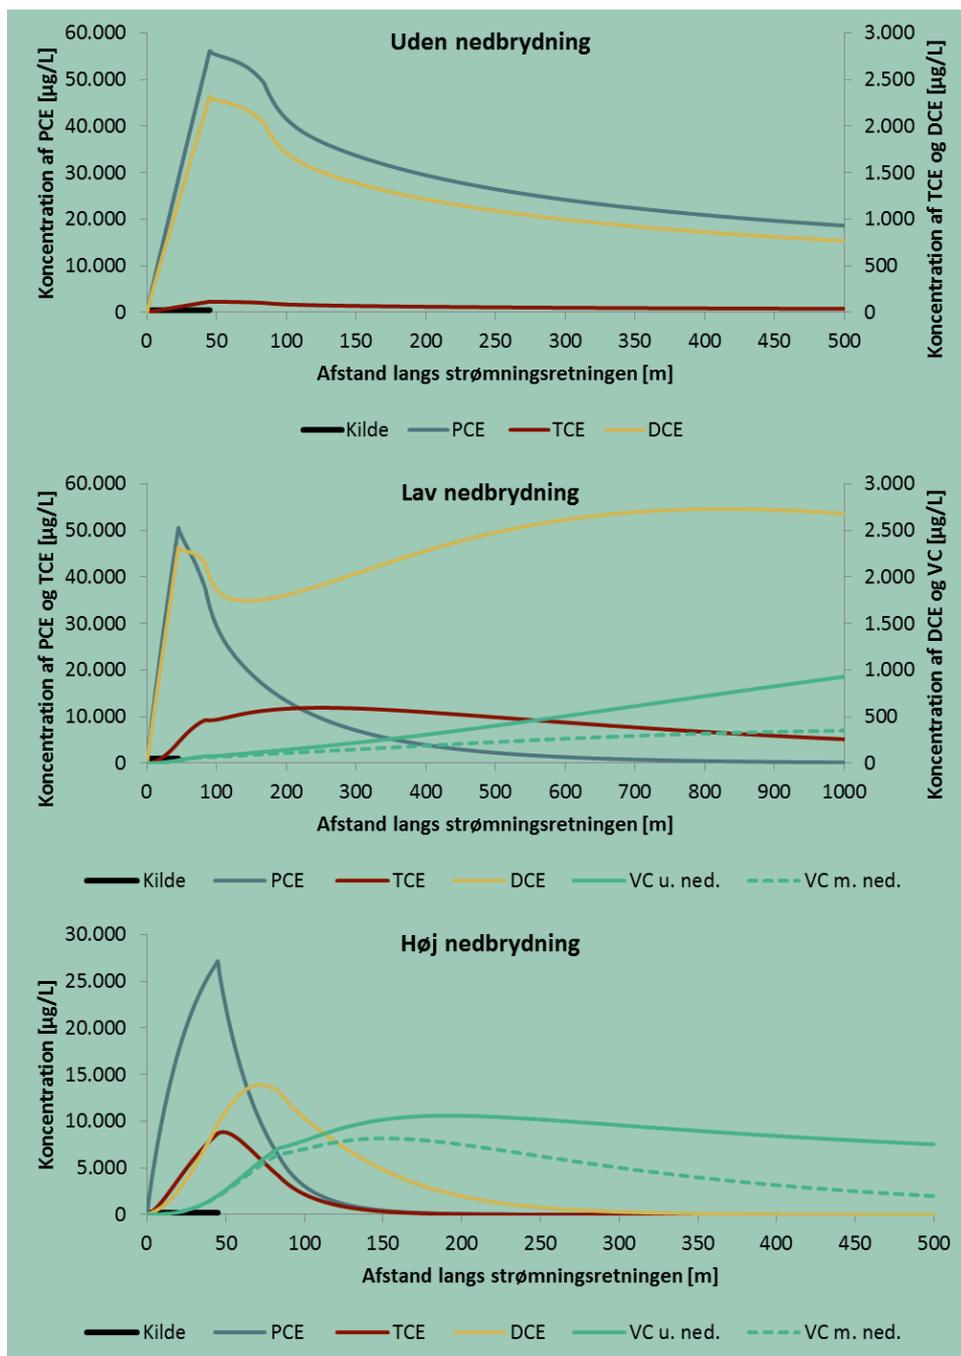 Uden nedbrydning
Koncentration af PCE [µg/L]
60.000
50.000
40.000
30.000
20.000
10.000
0
3.000
2.500
2.000
1.500
1.000
500
0
Koncentration af TCE og DCE [µg/L]
0 50 100 150 200 250 300 350 400 450 500
Afstand langs strømningsretningen [m]
Kilde PCE TCE DCE
Lav nedbrydning
Koncentration af PCE og TCE [µg/L]
60.000
50.000
40.000
30.000
20.000
10.000
0
3.000
2.500
2.000
1.500
1.000
500
0
Koncentration af DCE og VC [µg/L]
0 100 200 300 400 500 600 700 800 900 1000
Afstand langs strømningsretningen [m]
Kilde PCE TCE DCE VC u. ned. VC m. ned.
Høj nedbrydning
Koncentration [µg/L]
30.000
25.000
20.000
15.000
10.000
5.000
0
0 50 100 150 200 250 300 350 400 450 500
Afstand langs strømningsretningen [m]
Kilde PCE TCE DCE VC u. ned. VC m. ned.